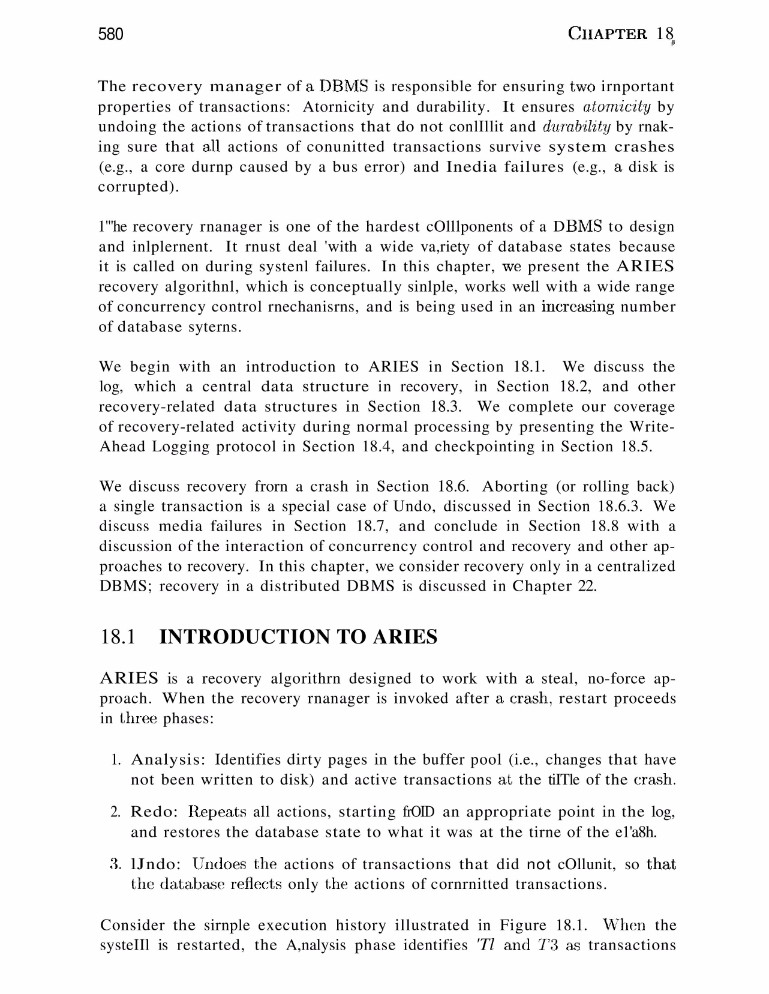 580 CIIAPTER 18,
The recovery manager of a DBMS is responsible for ensuring two irnportant
properties of transactions: Atornicity and durability. It ensures atomicity by
undoing the actions of transactions that do not conlIllit and durability by rnak-
ing sure that all actions of conunitted transactions survive system crashes
(e.g., a core durnp caused by a bus error) and Inedia failures (e.g., a disk is
corrupted).
1"'he recovery rnanager is one of the hardest cOlllponents of a DBMS to design
and inlplernent. It rnust deal 'with a wide va,riety of database states because
it is called on during systenl failures. In this chapter, we present the ARIES
recovery algorithnl, which is conceptually sinlple, works well with a wide range
of concurrency control rnechanisrns, and is being used in an increasing number
of database syterns.
We begin with an introduction to ARIES in Section 18.1. We discuss the
log, which a central data structure in recovery, in Section 18.2, and other
recovery-related data structures in Section 18.3. We complete our coverage
of recovery-related activity during normal processing by presenting the Write-
Ahead Logging protocol in Section 18.4, and checkpointing in Section 18.5.
We discuss recovery frorn a crash in Section 18.6. Aborting (or rolling back)
a single transaction is a special case of Undo, discussed in Section 18.6.3. We
discuss media failures in Section 18.7, and conclude in Section 18.8 with a
discussion of the interaction of concurrency control and recovery and other ap-
proaches to recovery. In this chapter, we consider recovery only in a centralized
DBMS; recovery in a distributed DBMS is discussed in Chapter 22.
18.1 INTRODUCTION TO ARIES
ARIES is a recovery algorithrn designed to work with a steal, no-force ap-
proach. When the recovery rnanager is invoked after a crash, restart proceeds
in three phases:
1. Analysis: Identifies dirty pages in the buffer pool (i.e., changes that have
not been written to disk) and active transactions at the tiITle of the crash.
2. Redo: Repeats all actions, starting frOID an appropriate point in the log,
and restores the database state to what it was at the tirne of the el'a8h.
3. lJndo: Undoes the actions of transactions that did not cOllunit, so that
the database reflects only the actions of cornrnitted transactions.
Consider the sirnple execution history illustrated in Figure 18.1. When the
systeIll is restarted, the A,nalysis phase identifies 'Tl and T'3 as transactions